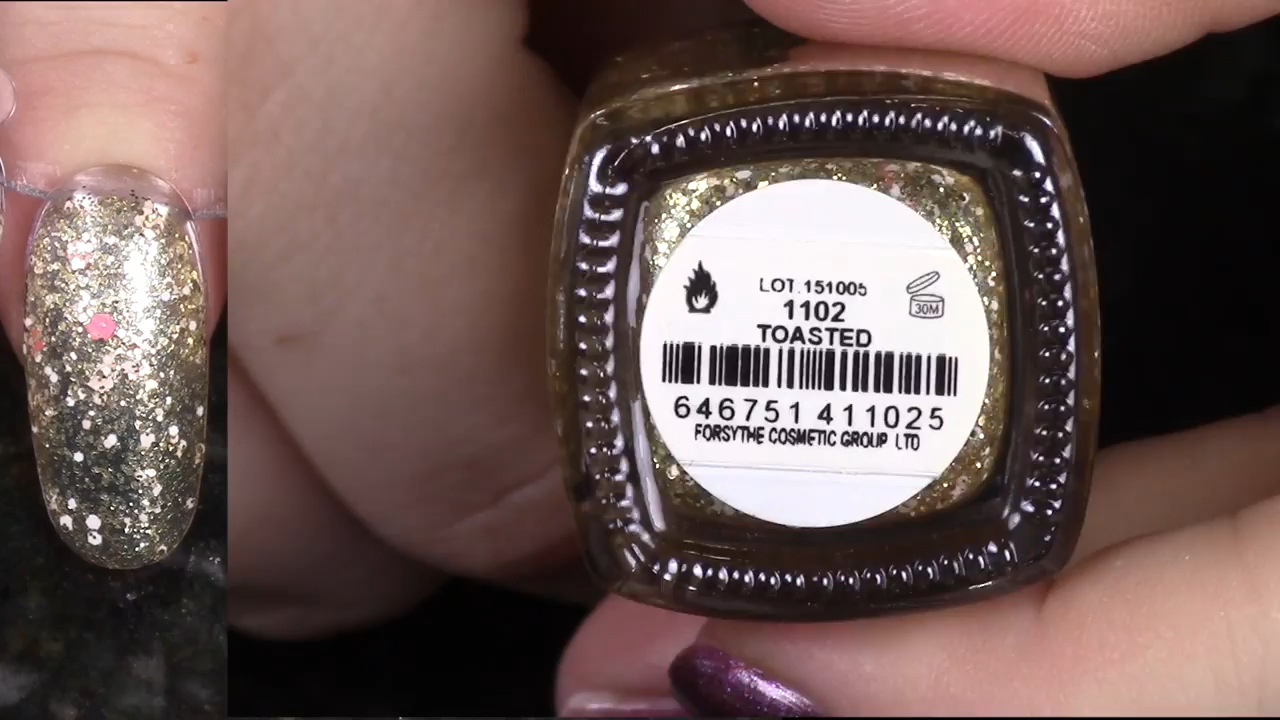 LOT. 151005
30M
1102
TOASTED
646751 411025
FORSYTHE COSMETIC GROUP LTD